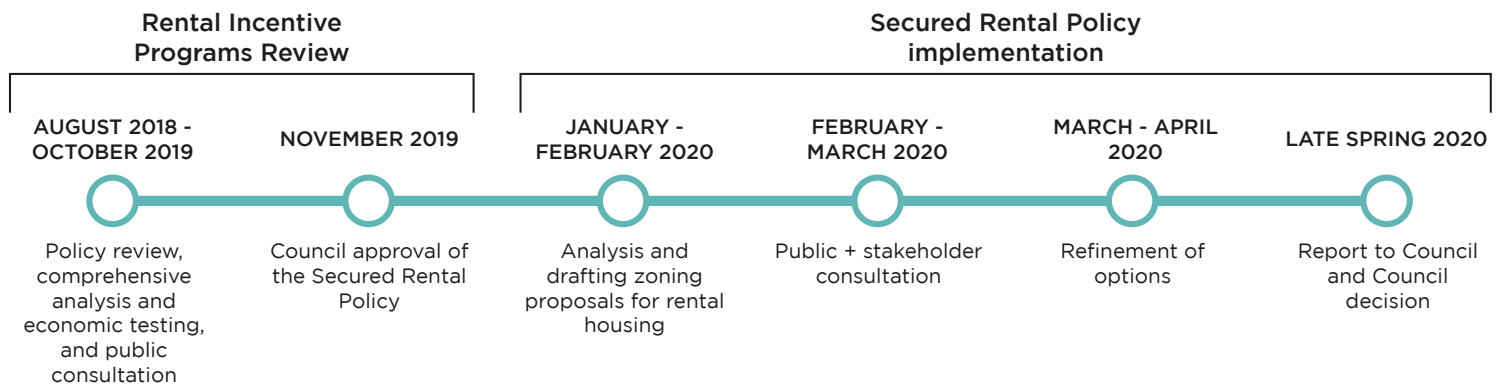 Rental Incentive
Programs Review
Secured Rental Policy
implementation
AUGUST 2018 -
OCTOBER 2019
NOVEMBER 2019
JANUARY -
FEBRUARY 2020
FEBRUARY -
MARCH 2020
MARCH - APRIL
2020
LATE SPRING 2020
Policy review,
comprehensive
analysis and
economic testing,
and public
consultation
Council approval of
the Secured Rental
Policy
Analysis and
drafting zoning
proposals for rental
housing
Public + stakeholder
consultation
Refinement of
options
Report to Council
and Council
decision